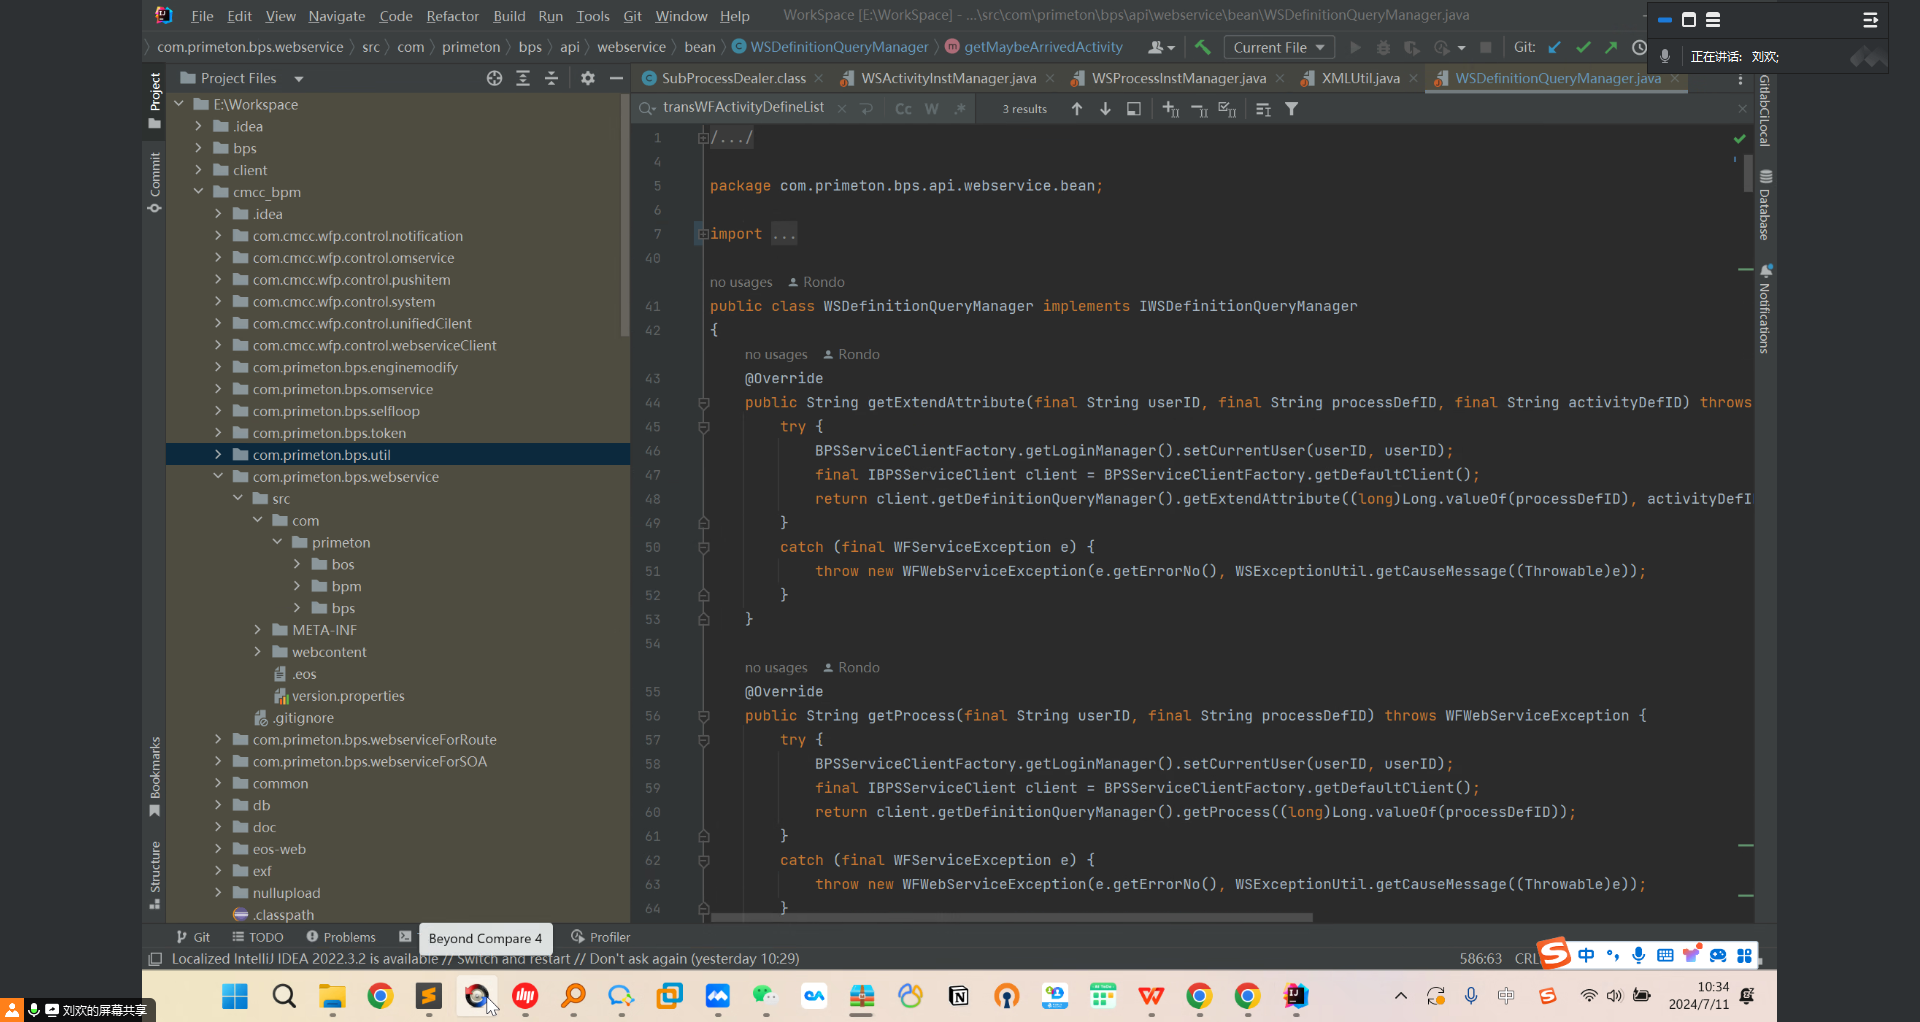 File Edit View Navigate Code Refactor Build Run Tools Git Window Help WorkSpace [E:\WorkSpace] - ...\src\com\primeton\bps\api\webservice\bean\WSDefinitionQueryManager.java
com.primeton.bps.webservice src com primeton bps api webservice bean WSDefinitionQueryManager getMaybeArrivedActivity Current File Git:
正在讲话: 刘欢;
Project Files
SubProcessDealer.class WSActivityInstManager.java WSProcessInstManager.java XMLUtil.java WSDefinitionQueryManager.java
transWFActivityDefineList Cc W .* 3 results
Project
Commit
Bookmarks
Structure
E:\Workspace
.idea
bps
client
cmcc_bpm
.idea
com.cmcc.wfp.control.notification
com.cmcc.wfp.control.omservice
com.cmcc.wfp.control.pushitem
com.cmcc.wfp.control.system
com.cmcc.wfp.control.unifiedCilent
com.cmcc.wfp.control.webserviceClient
com.primeton.bps.enginemodify
com.primeton.bps.omservice
com.primeton.bps.selfloop
com.primeton.bps.token
com.primeton.bps.util
com.primeton.bps.webservice
src
com
primeton
bos
bpm
bps
META-INF
webcontent
.eos
version.properties
.gitignore
com.primeton.bps.webserviceForRoute
com.primeton.bps.webserviceForSOA
common
db
doc
eos-web
exf
nullupload
.classpath
1 /.../
4
5 package com.primeton.bps.api.webservice.bean;
6
7 import ...
40
no usages Rondo
41 public class WSDefinitionQueryManager implements IWSDefinitionQueryManager
42 {
no usages Rondo
43 @Override
44 public String getExtendAttribute(final String userID, final String processDefID, final String activityDefID) throws
45 try {
46 BPSServiceClientFactory.getLoginManager().setCurrentUser(userID, userID);
47 final IBPSServiceClient client = BPSServiceClientFactory.getDefaultClient();
48 return client.getDefinitionQueryManager().getExtendAttribute((long)Long.valueOf(processDefID), activityDefI
49 }
50 catch (final WFServiceException e) {
51 throw new WFWebServiceException(e.getErrorNo(), WSExceptionUtil.getCauseMessage((Throwable)e));
52 }
53 }
54
no usages Rondo
55 @Override
56 public String getProcess(final String userID, final String processDefID) throws WFWebServiceException {
57 try {
58 BPSServiceClientFactory.getLoginManager().setCurrentUser(userID, userID);
59 final IBPSServiceClient client = BPSServiceClientFactory.getDefaultClient();
60 return client.getDefinitionQueryManager().getProcess((long)Long.valueOf(processDefID));
61 }
62 catch (final WFServiceException e) {
63 throw new WFWebServiceException(e.getErrorNo(), WSExceptionUtil.getCauseMessage((Throwable)e));
64 }
GitlabCiLocal
Database
Notifications
Git TODO Problems Beyond Compare 4 Profiler
Localized IntelliJ IDEA 2022.3.2 is available // Switch and restart // Don't ask again (yesterday 10:29) 586:63 CRL
中
10:34
2024/7/11
刘欢的屏幕共享